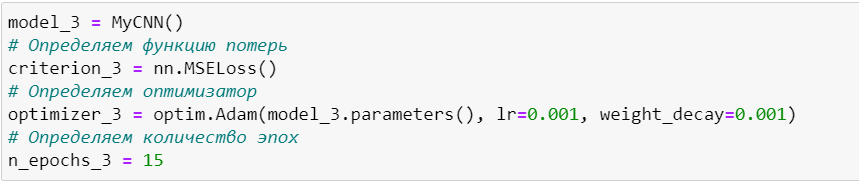 model_3 = MyCNN()
# Определяем функцию потерь
criterion_3 = nn.MSELoss()
# Определяем оптимизатор
optimizer_3 = optim.Adam(model_3.parameters(), lr=0.001, weight_decay=0.001)
# Определяем количество эпох
n_epochs_3 = 15